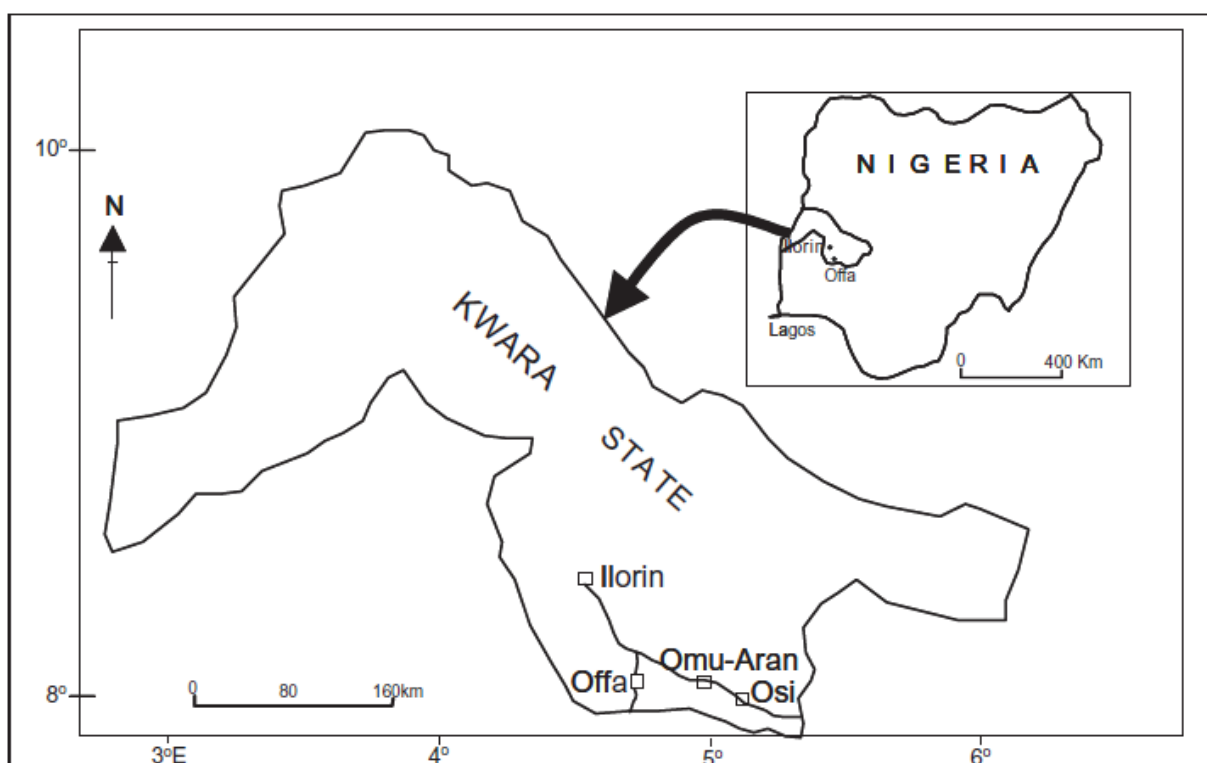 10º
N
NIGERIA
Ilorin
Offa
Lagos
0 400 Km
KWARA
STATE
Ilorin
Omu-Aran
Offa
Osi
0 80 160km
8º
3ºE 4º 5º 6º